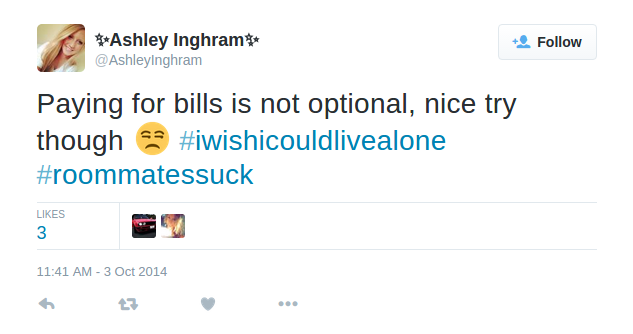 ✨Ashley Inghram✨
@AshleyInghram
Follow
Paying for bills is not optional, nice try
though 😒 #iwishicouldlivealone
#roommatessuck
LIKES
3
11:41 AM - 3 Oct 2014